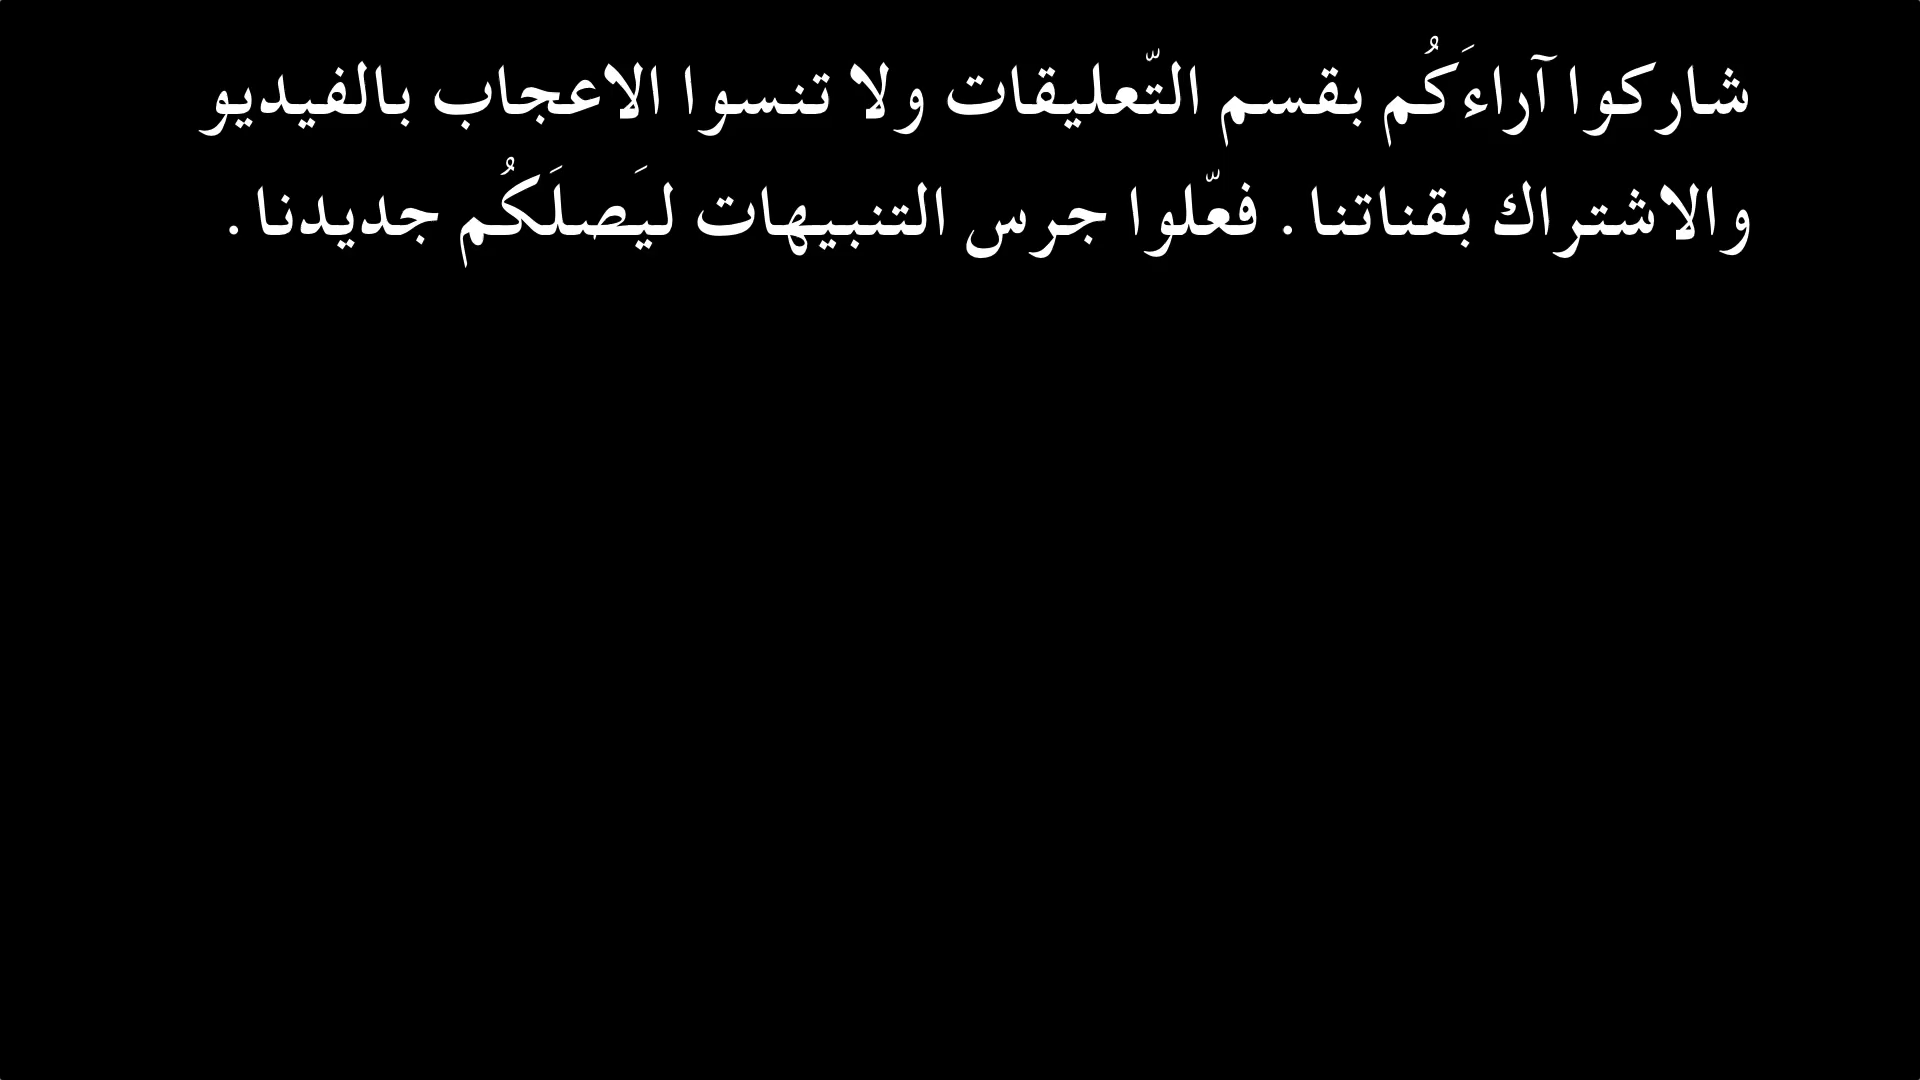 شاركوا آراءَكُم بقسم التّعليقات ولا تنسوا الاعجاب بالفيديو
والاشتراك بقناتنا. فعّلوا جرس التنبيهات ليَصلَكُم جديدنا.